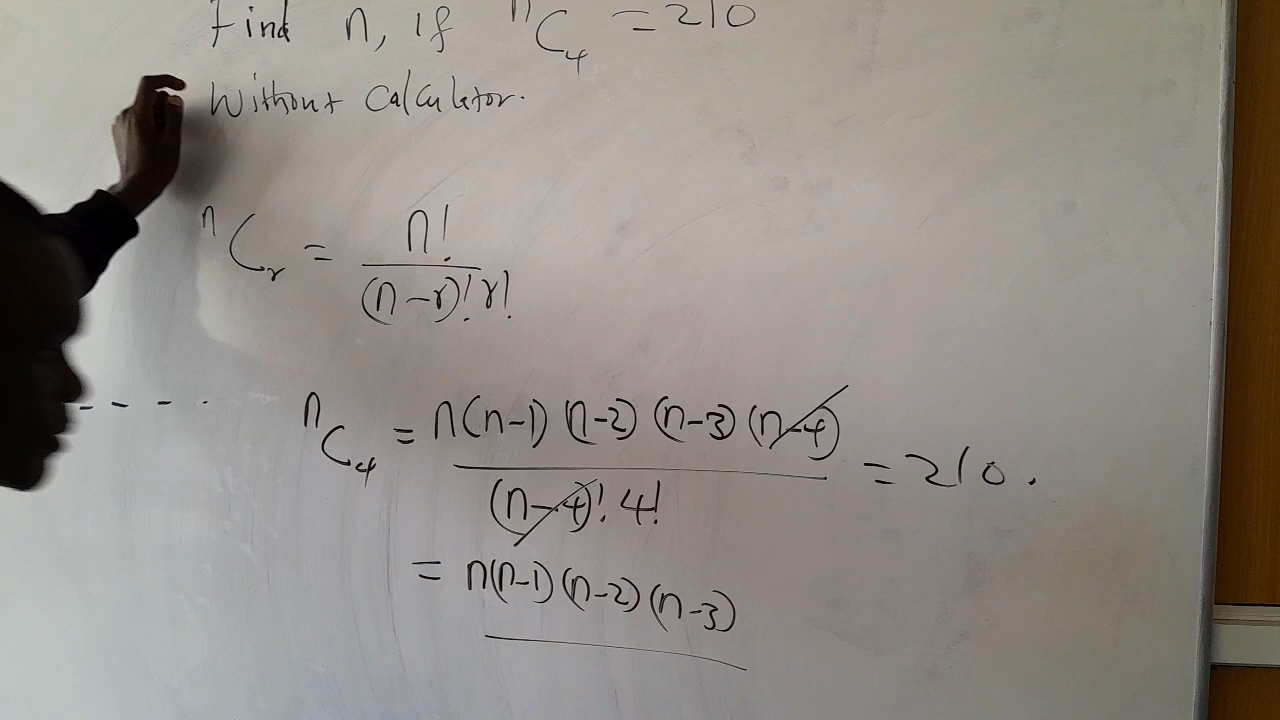 Find n, if ⁿC₄ = 210
Without Calculator.
ⁿCᵣ = n! / (n-r)! r!
---- ⁿC₄ = n(n-1)(n-2)(n-3)(n-4) / (n-4)! 4! = 210.
= n(n-1)(n-2)(n-3)